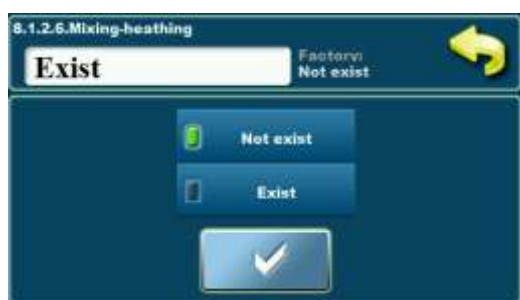 8.1.2.6.Mixing-heathing
Exist
Factory:
Not exist
Not exist
Exist